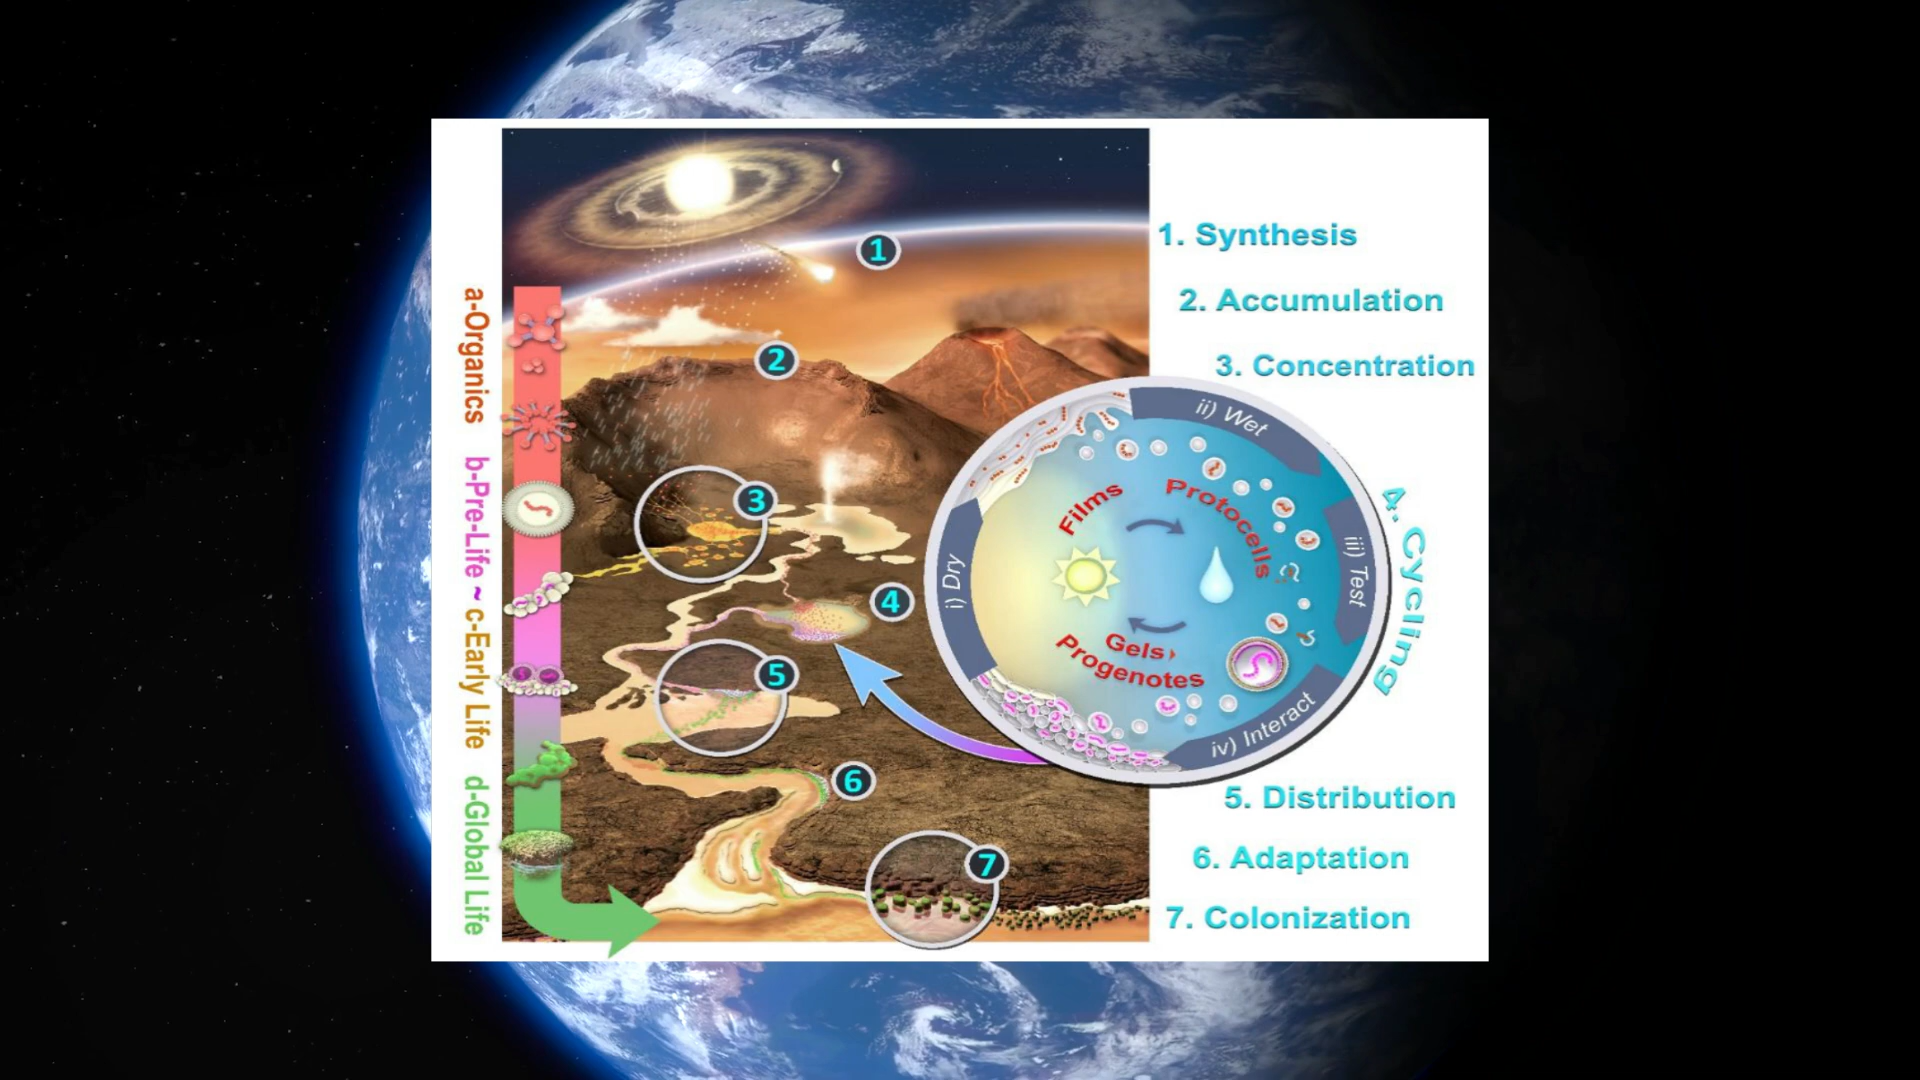 1
2
3
4
5
6
7
a-Organics
b-Pre-Life ~ c-Early Life
d-Global Life
1. Synthesis
2. Accumulation
3. Concentration
4. Cycling
i) Dry
ii) Wet
iii) Test
iv) Interact
Films
Protocells
Gels
Progenotes
5. Distribution
6. Adaptation
7. Colonization